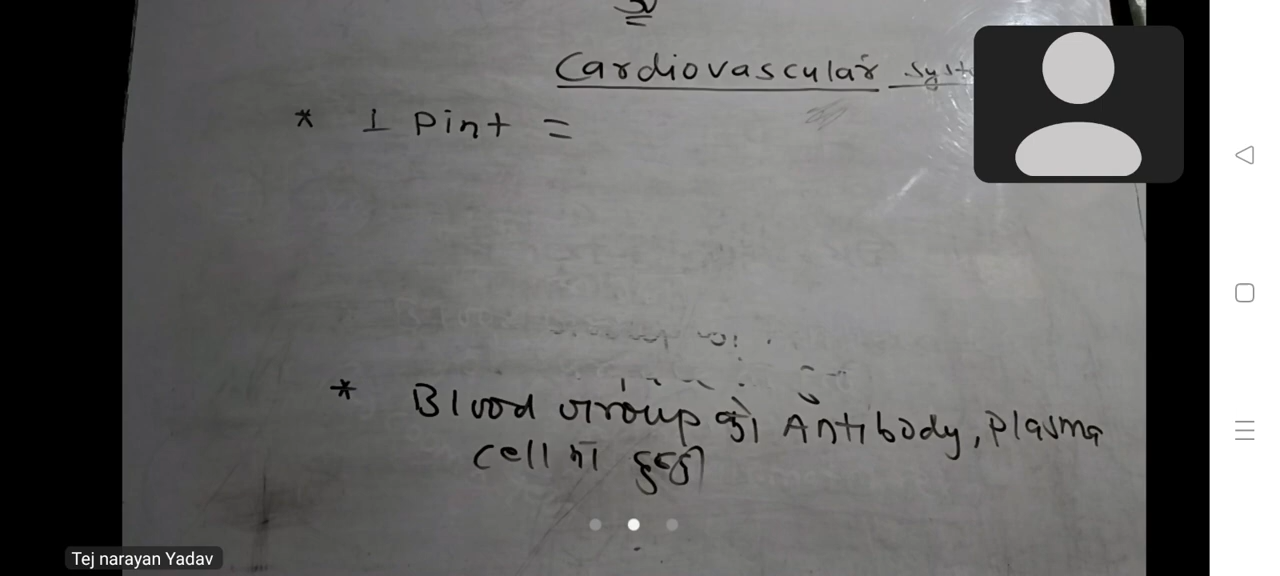 Cardiovascular
* 1 Pint =
* Blood group को Antibody, Plasma
cell मा हुन्छ
Tej narayan Yadav